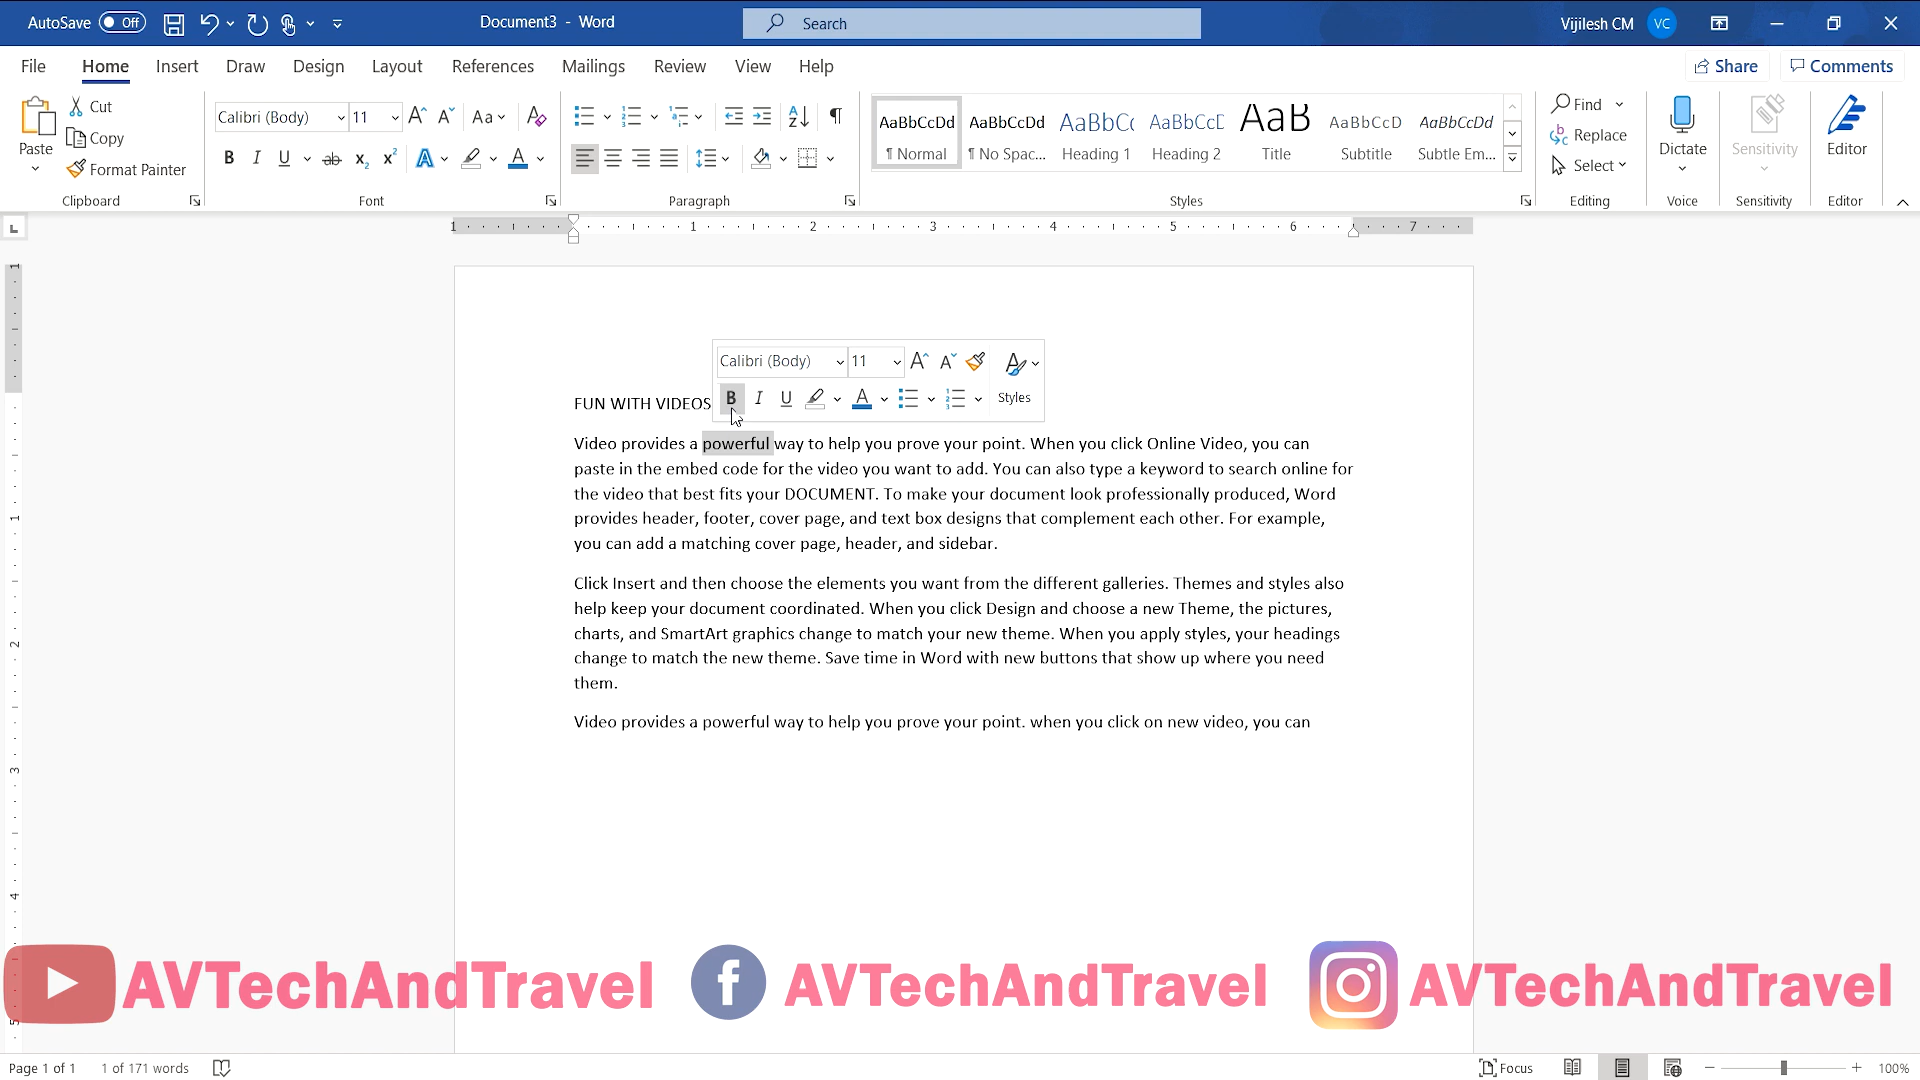 AutoSave Off Document3 - Word Search Vijilesh CM VC
File Home Insert Draw Design Layout References Mailings Review View Help Share Comments
Paste Cut Copy Format Painter Clipboard
Calibri (Body) 11 Aa Font
Paragraph
AaBbCcDd ¶ Normal AaBbCcDd ¶ No Spac... AaBbC Heading 1 AaBbCcD Heading 2 AaB Title AaBbCcD Subtitle AaBbCcDd Subtle Em... Styles
Find Replace Select Editing
Dictate Voice
Sensitivity Sensitivity
Editor Editor
1 1 2 3 4 5 6 7
Calibri (Body) 11
B I U A Styles
FUN WITH VIDEOS
Video provides a powerful way to help you prove your point. When you click Online Video, you can
paste in the embed code for the video you want to add. You can also type a keyword to search online for
the video that best fits your DOCUMENT. To make your document look professionally produced, Word
provides header, footer, cover page, and text box designs that complement each other. For example,
you can add a matching cover page, header, and sidebar.
Click Insert and then choose the elements you want from the different galleries. Themes and styles also
help keep your document coordinated. When you click Design and choose a new Theme, the pictures,
charts, and SmartArt graphics change to match your new theme. When you apply styles, your headings
change to match the new theme. Save time in Word with new buttons that show up where you need
them.
Video provides a powerful way to help you prove your point. when you click on new video, you can
AVTechAndTravel AVTechAndTravel AVTechAndTravel
Page 1 of 1 1 of 171 words Focus 100%